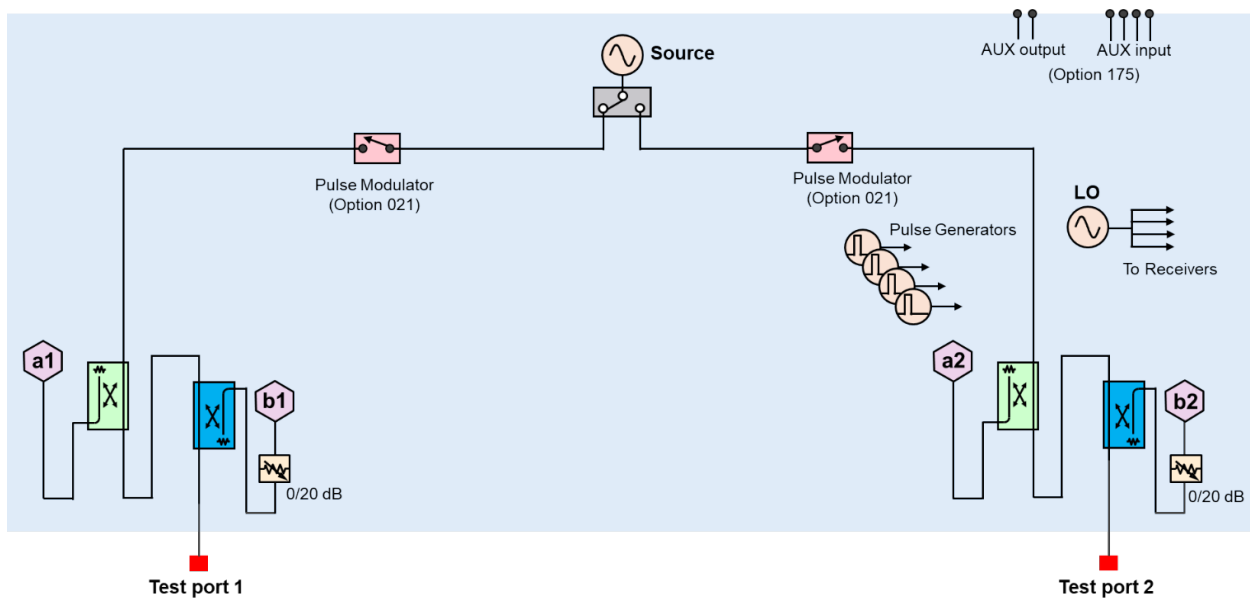 Source
AUX output
AUX input
(Option 175)
Pulse Modulator
(Option 021)
Pulse Modulator
(Option 021)
LO
Pulse Generators
To Receivers
a1
b1
0/20 dB
a2
b2
0/20 dB
Test port 1
Test port 2